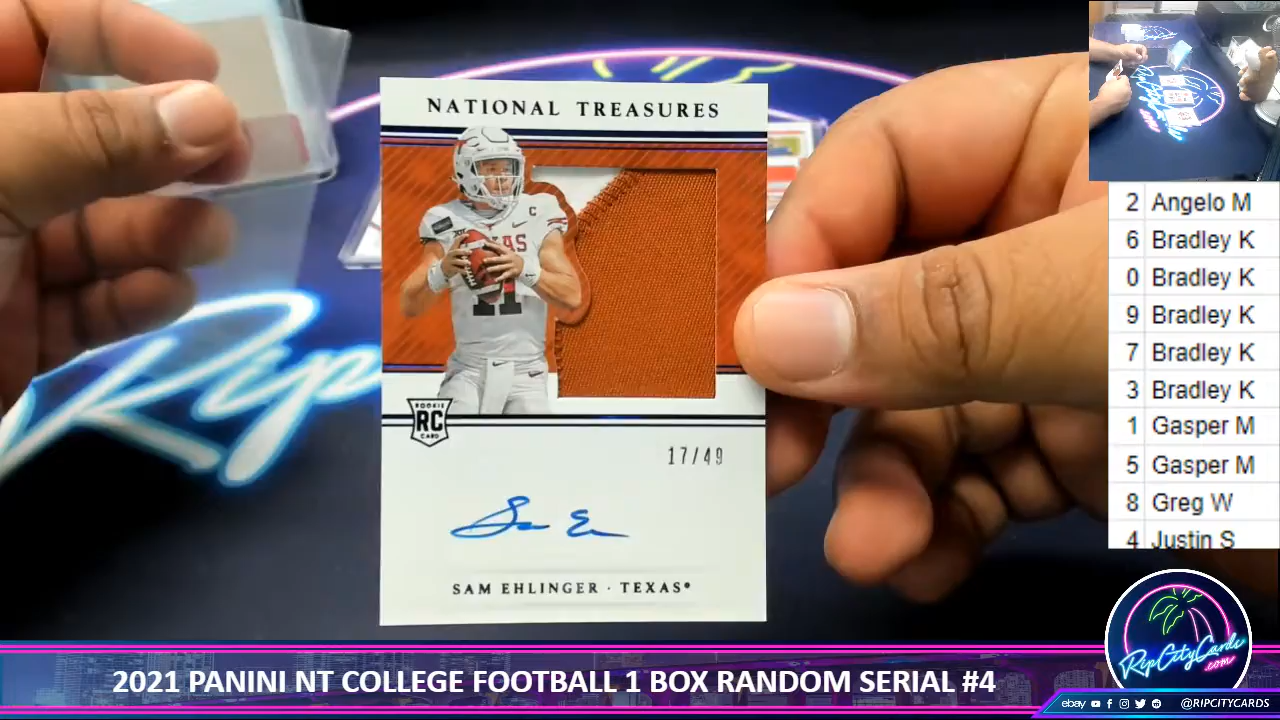 NATIONAL TREASURES
C
TEXAS
11
ROOKIE
RC
CARD
17/49
SAM EHLINGER · TEXAS®
Rip
2 Angelo M
6 Bradley K
0 Bradley K
9 Bradley K
7 Bradley K
3 Bradley K
1 Gasper M
5 Gasper M
8 Greg W
4 Justin S
RipCityCards
.com
2021 PANINI NT COLLEGE FOOTBALL 1 BOX RANDOM SERIAL #4
ebay @RIPCITYCARDS